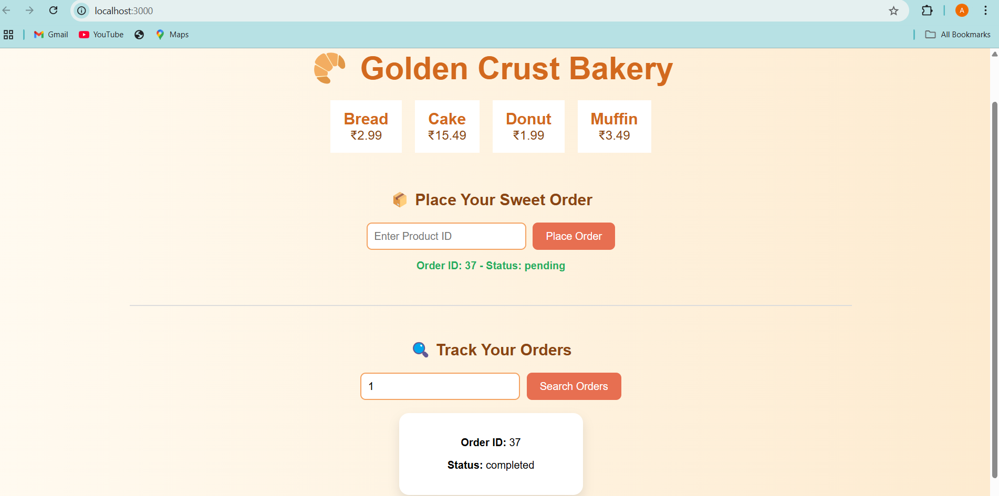 localhost:3000
A
Gmail YouTube Maps All Bookmarks
Golden Crust Bakery
Bread Cake Donut Muffin
₹2.99 ₹15.49 ₹1.99 ₹3.49
Place Your Sweet Order
Enter Product ID Place Order
Order ID: 37 - Status: pending
Track Your Orders
1 Search Orders
Order ID: 37
Status: completed